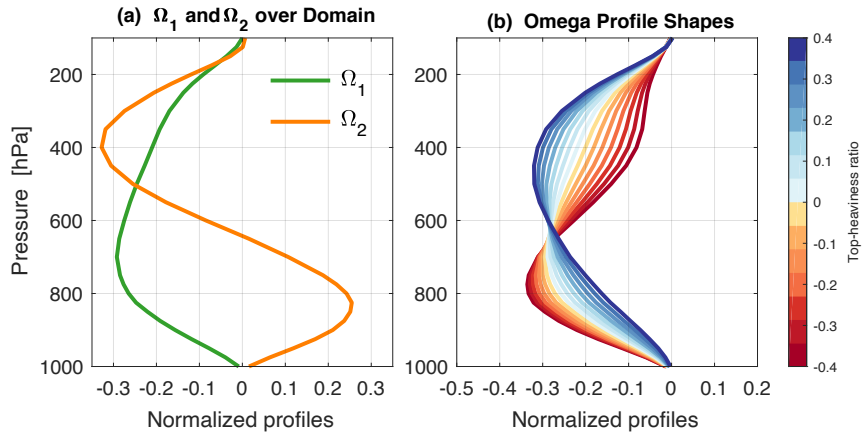 (a) Ω1 and Ω2 over Domain
Ω1
Ω2
Pressure [hPa]
200
400
600
800
1000
-0.3 -0.2 -0.1 0 0.1 0.2 0.3
Normalized profiles
(b) Omega Profile Shapes
200
400
600
800
1000
-0.5 -0.4 -0.3 -0.2 -0.1 0 0.1 0.2
Normalized profiles
0.4
0.3
0.2
0.1
0
-0.1
-0.2
-0.3
-0.4
Top-heaviness ratio